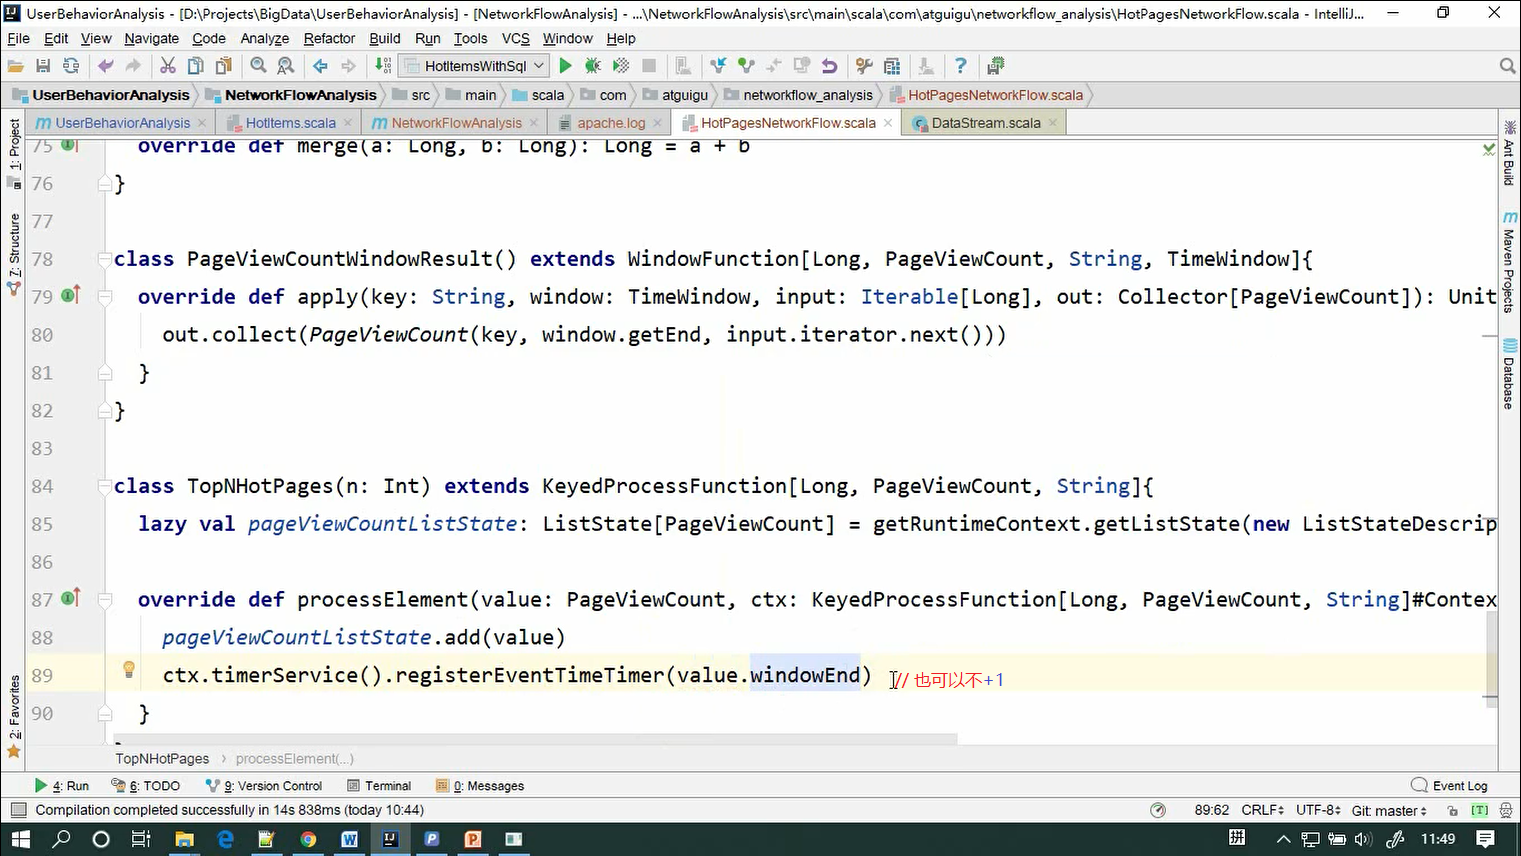 UserBehaviorAnalysis - [D:\Projects\BigData\UserBehaviorAnalysis] - [NetworkFlowAnalysis] - ...\NetworkFlowAnalysis\src\main\scala\com\atguigu\networkflow_analysis\HotPagesNetworkFlow.scala - IntelliJ...
File Edit View Navigate Code Analyze Refactor Build Run Tools VCS Window Help
HotItemsWithSql
UserBehaviorAnalysis NetworkFlowAnalysis src main scala com atguigu networkflow_analysis HotPagesNetworkFlow.scala
UserBehaviorAnalysis HotItems.scala NetworkFlowAnalysis apache.log HotPagesNetworkFlow.scala DataStream.scala
1: Project
7: Structure
2: Favorites
75 override def merge(a: Long, b: Long): Long = a + b
76 }
77
78 class PageViewCountWindowResult() extends WindowFunction[Long, PageViewCount, String, TimeWindow]{
79 override def apply(key: String, window: TimeWindow, input: Iterable[Long], out: Collector[PageViewCount]): Unit
80 out.collect(PageViewCount(key, window.getEnd, input.iterator.next()))
81 }
82 }
83
84 class TopNHotPages(n: Int) extends KeyedProcessFunction[Long, PageViewCount, String]{
85 lazy val pageViewCountListState: ListState[PageViewCount] = getRuntimeContext.getListState(new ListStateDescrip
86
87 override def processElement(value: PageViewCount, ctx: KeyedProcessFunction[Long, PageViewCount, String]#Contex
88 pageViewCountListState.add(value)
89 ctx.timerService().registerEventTimeTimer(value.windowEnd) // 也可以不+1
90 }
Ant Build
Maven Projects
Database
TopNHotPages › processElement(...)
4: Run 6: TODO 9: Version Control Terminal 0: Messages Event Log
Compilation completed successfully in 14s 838ms (today 10:44) 89:62 CRLF UTF-8 Git: master [T]
拼 11:49